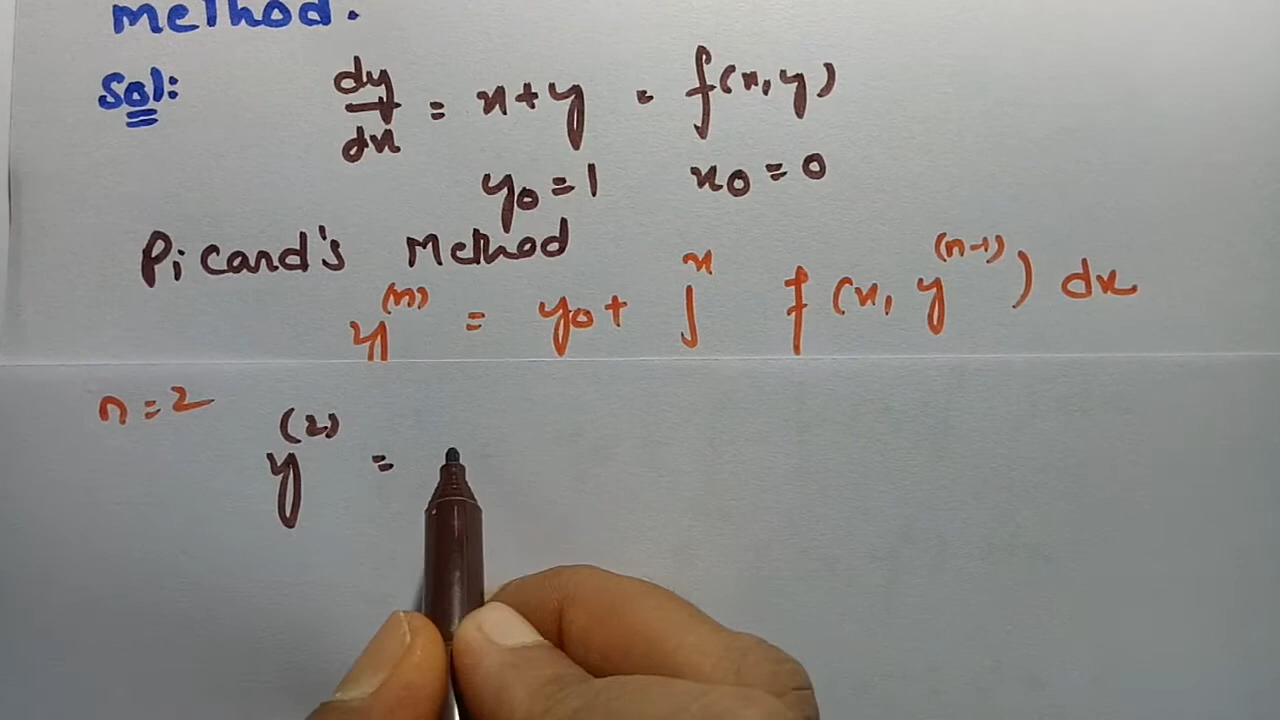 method.
Sol: dy/dx = x+y = f(x,y)
y₀=1 x₀=0
Picard's Method
y⁽ⁿ⁾ = y₀+ ∫ˣ f(x, y⁽ⁿ⁻¹⁾) dx
n=2
y⁽²⁾ =